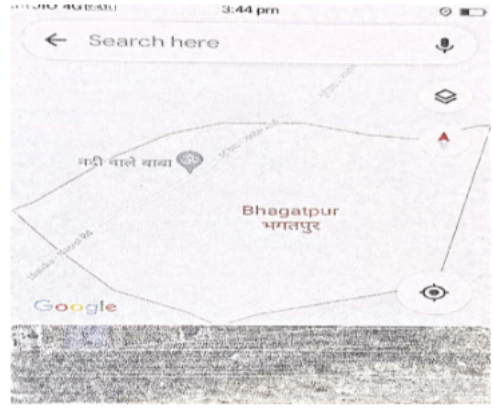 3:44 pm
Search here
नदी वाले बाबा
Bhagatpur
भगतपुर
Google